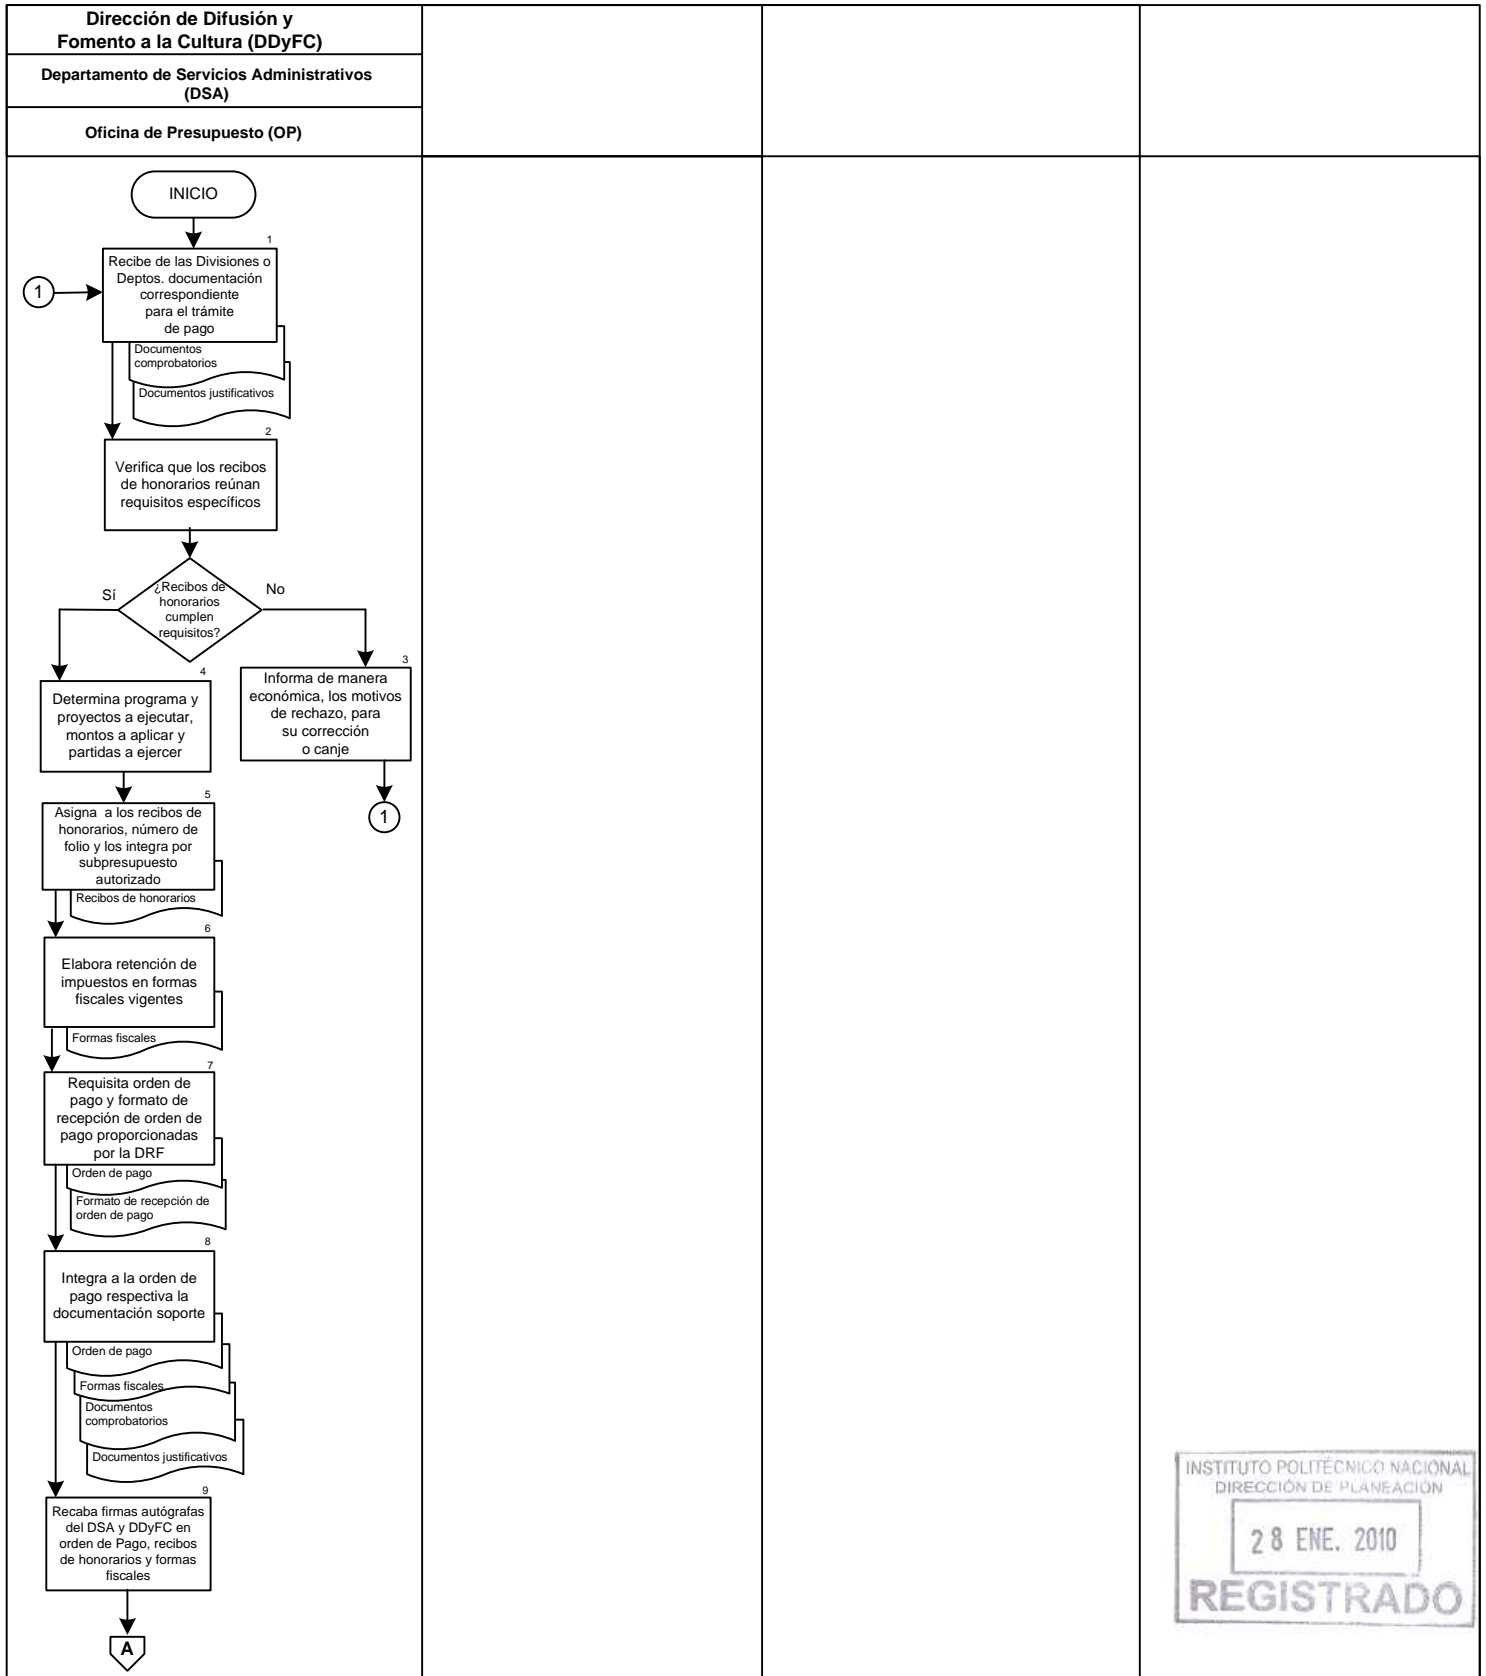 Dirección de Difusión y
Fomento a la Cultura (DDyFC)
Departamento de Servicios Administrativos
(DSA)
Oficina de Presupuesto (OP)
INICIO
1
Recibe de las Divisiones o
Deptos. documentación
correspondiente
para el trámite
de pago
1
Documentos
comprobatorios
Documentos justificativos
2
Verifica que los recibos
de honorarios reúnan
requisitos específicos
¿Recibos de
honorarios
cumplen
requisitos?
Sí
No
3
Informa de manera
económica, los motivos
de rechazo, para
su corrección
o canje
1
4
Determina programa y
proyectos a ejecutar,
montos a aplicar y
partidas a ejercer
5
Asigna a los recibos de
honorarios, número de
folio y los integra por
subpresupuesto
autorizado
Recibos de honorarios
6
Elabora retención de
impuestos en formas
fiscales vigentes
Formas fiscales
7
Requisita orden de
pago y formato de
recepción de orden de
pago proporcionadas
por la DRF
Orden de pago
Formato de recepción de
orden de pago
8
Integra a la orden de
pago respectiva la
documentación soporte
Orden de pago
Formas fiscales
Documentos
comprobatorios
Documentos justificativos
9
Recaba firmas autógrafas
del DSA y DDyFC en
orden de Pago, recibos
de honorarios y formas
fiscales
A
INSTITUTO POLITÉCNICO NACIONAL
DIRECCIÓN DE PLANEACIÓN
28 ENE. 2010
REGISTRADO